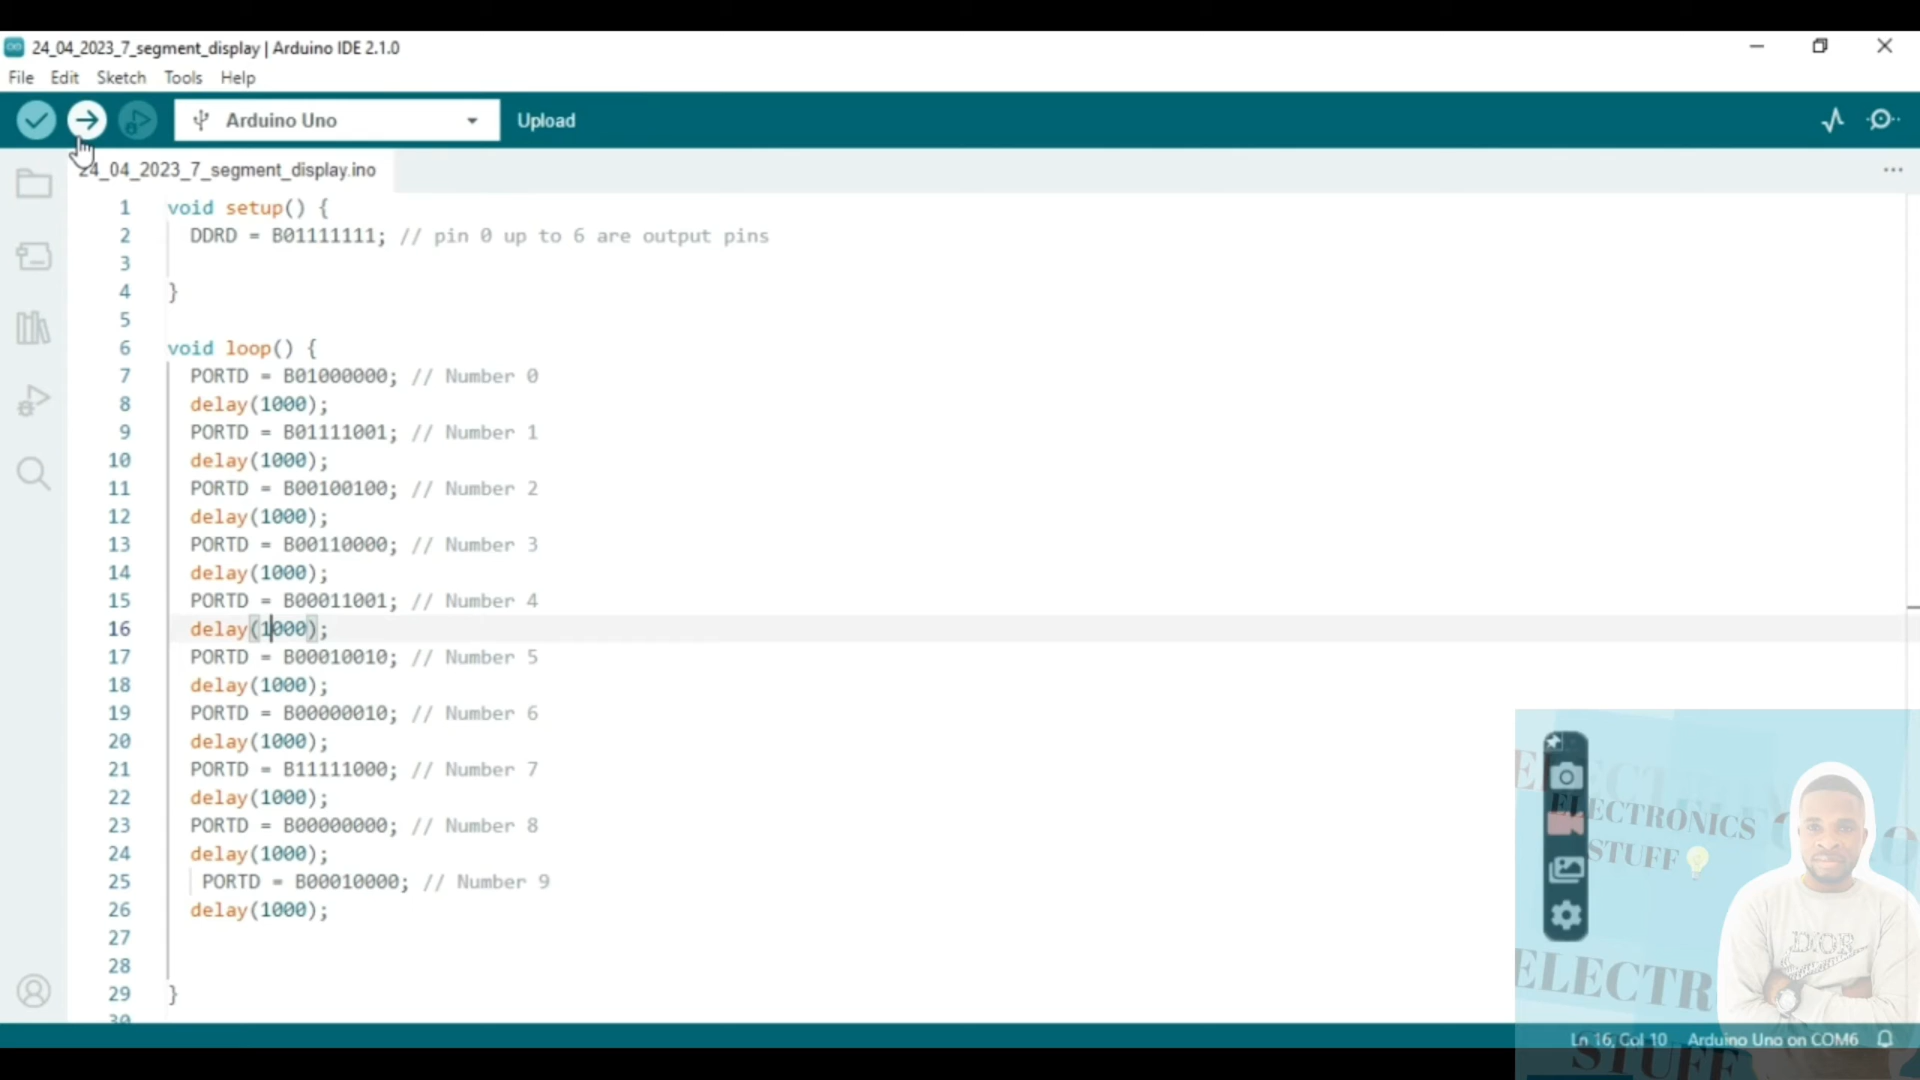 24_04_2023_7_segment_display | Arduino IDE 2.1.0
File Edit Sketch Tools Help
Arduino Uno
Upload
24_04_2023_7_segment_display.ino
1 void setup() {
2 DDRD = B01111111; // pin 0 up to 6 are output pins
3
4 }
5
6 void loop() {
7 PORTD = B01000000; // Number 0
8 delay(1000);
9 PORTD = B01111001; // Number 1
10 delay(1000);
11 PORTD = B00100100; // Number 2
12 delay(1000);
13 PORTD = B00110000; // Number 3
14 delay(1000);
15 PORTD = B00011001; // Number 4
16 delay(1000);
17 PORTD = B00010010; // Number 5
18 delay(1000);
19 PORTD = B00000010; // Number 6
20 delay(1000);
21 PORTD = B11111000; // Number 7
22 delay(1000);
23 PORTD = B00000000; // Number 8
24 delay(1000);
25 PORTD = B00010000; // Number 9
26 delay(1000);
27
28
29 }
30
ELECTRONICS
STUFF
DIOR
ELECTR
STUFF
Ln 16, Col 10 Arduino Uno on COM6